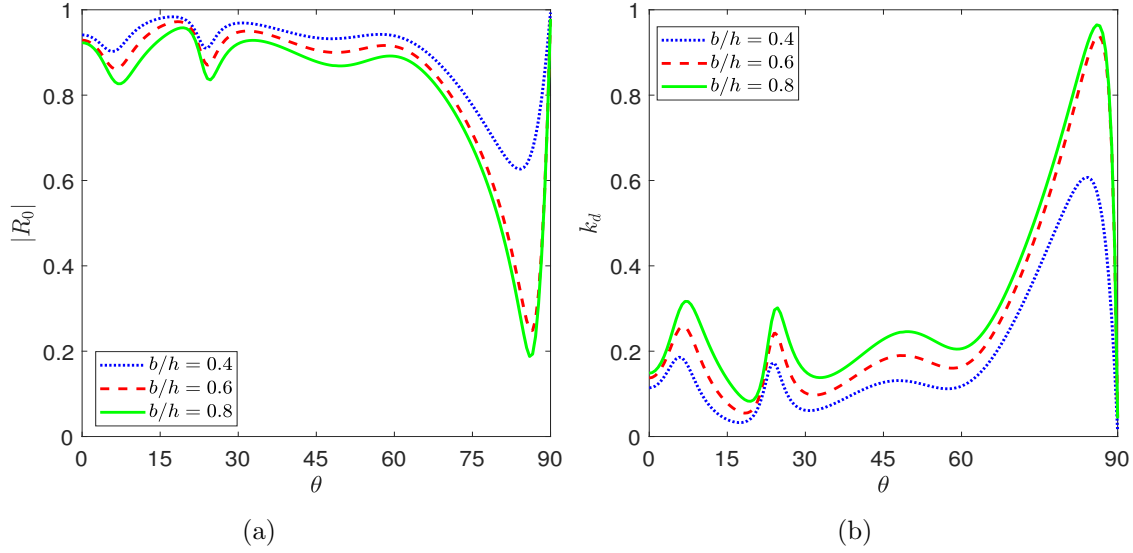 1
0.8
0.6
0.4
0.2
0
|R₀|
b/h = 0.4
b/h = 0.6
b/h = 0.8
0 15 30 45 60 75 90
θ
(a)
1
0.8
0.6
0.4
0.2
0
k_d
b/h = 0.4
b/h = 0.6
b/h = 0.8
0 15 30 45 60 75 90
θ
(b)